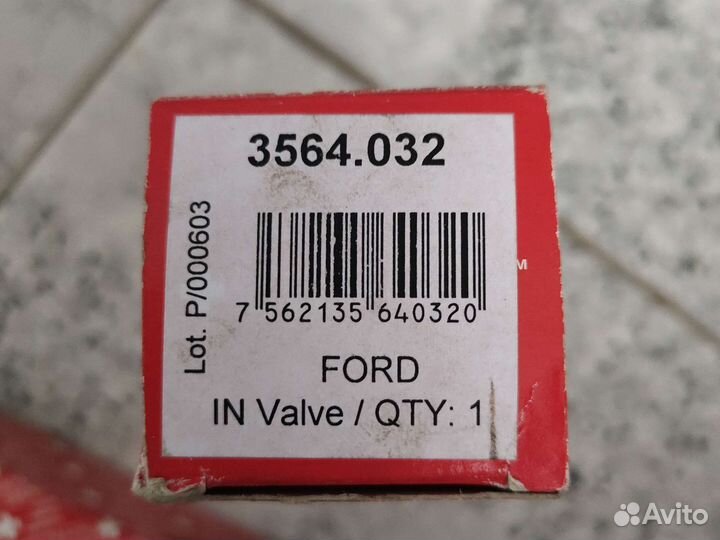 3564.032
Lot. P/000603
7 562135 640320
FORD
IN Valve / QTY: 1
M
Avito